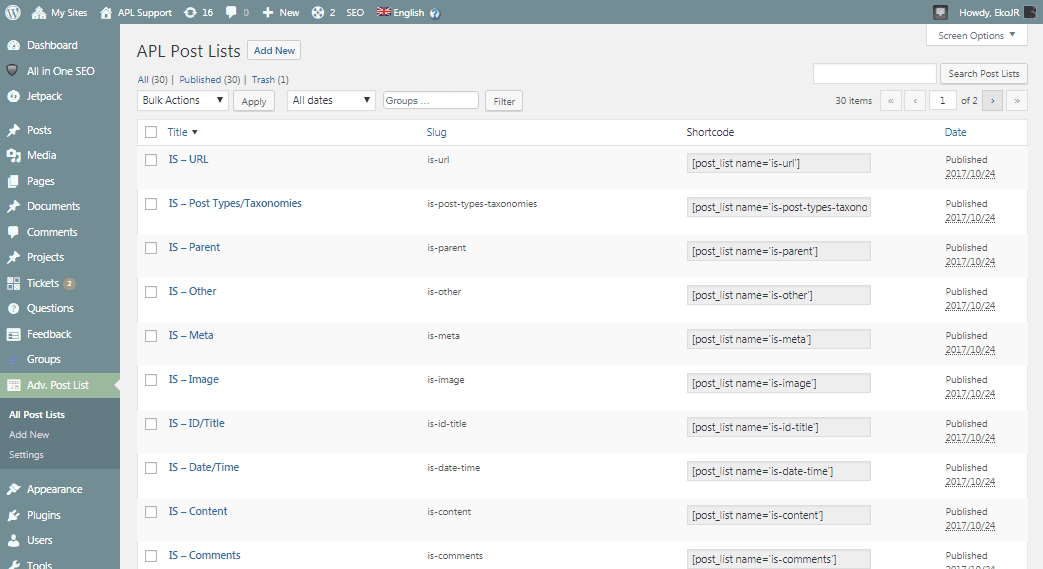 My Sites APL Support 16 0 New 2 SEO English Howdy, EkoJR
Screen Options
Dashboard
All in One SEO
Jetpack
Posts
Media
Pages
Documents
Comments
Projects
Tickets 2
Questions
Feedback
Groups
Adv. Post List
All Post Lists
Add New
Settings
Appearance
Plugins
Users
Tools
APL Post Lists Add New
All (30) | Published (30) | Trash (1)
Search Post Lists
Bulk Actions Apply All dates Groups ... Filter 30 items « ‹ 1 of 2 › »
Title Slug Shortcode Date
IS – URL is-url [post_list name='is-url'] Published
2017/10/24
IS – Post Types/Taxonomies is-post-types-taxonomies [post_list name='is-post-types-taxono Published
2017/10/24
IS – Parent is-parent [post_list name='is-parent'] Published
2017/10/24
IS – Other is-other [post_list name='is-other'] Published
2017/10/24
IS – Meta is-meta [post_list name='is-meta'] Published
2017/10/24
IS – Image is-image [post_list name='is-image'] Published
2017/10/24
IS – ID/Title is-id-title [post_list name='is-id-title'] Published
2017/10/24
IS – Date/Time is-date-time [post_list name='is-date-time'] Published
2017/10/24
IS – Content is-content [post_list name='is-content'] Published
2017/10/24
IS – Comments is-comments [post_list name='is-comments'] Published
2017/10/24